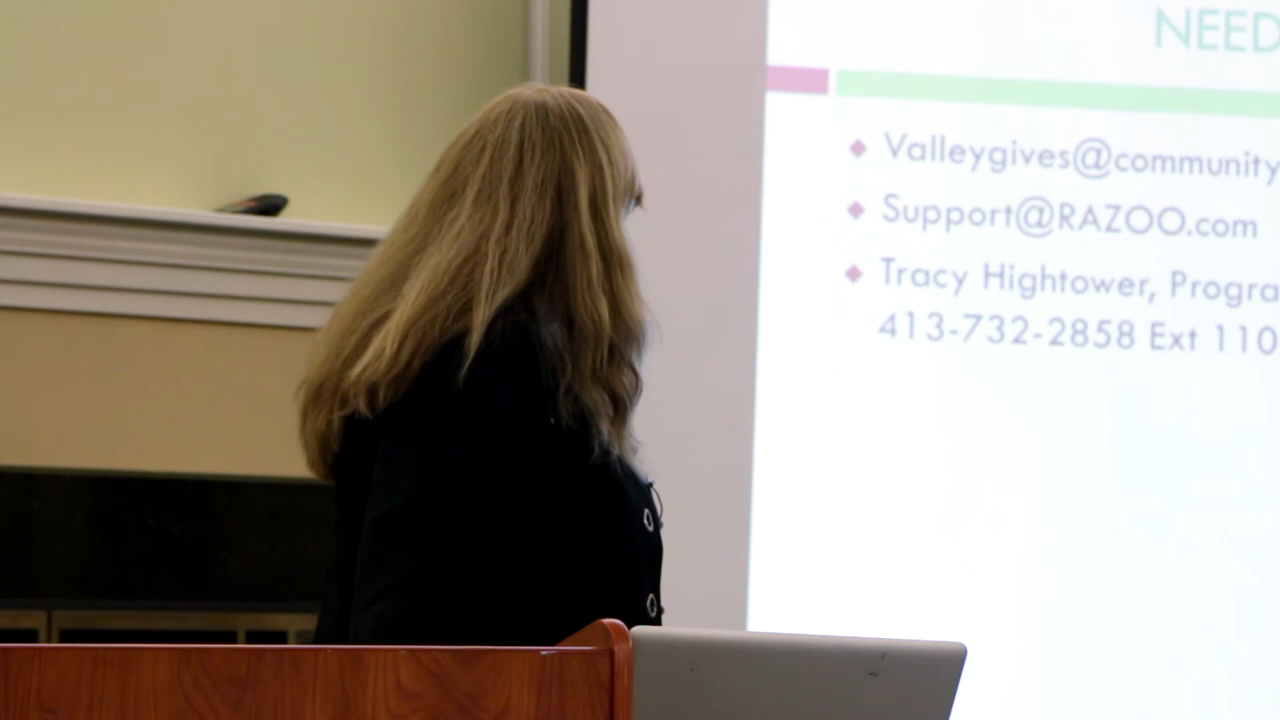 NEED
Valleygives@community
Support@RAZOO.com
Tracy Hightower, Progra
413-732-2858 Ext 110